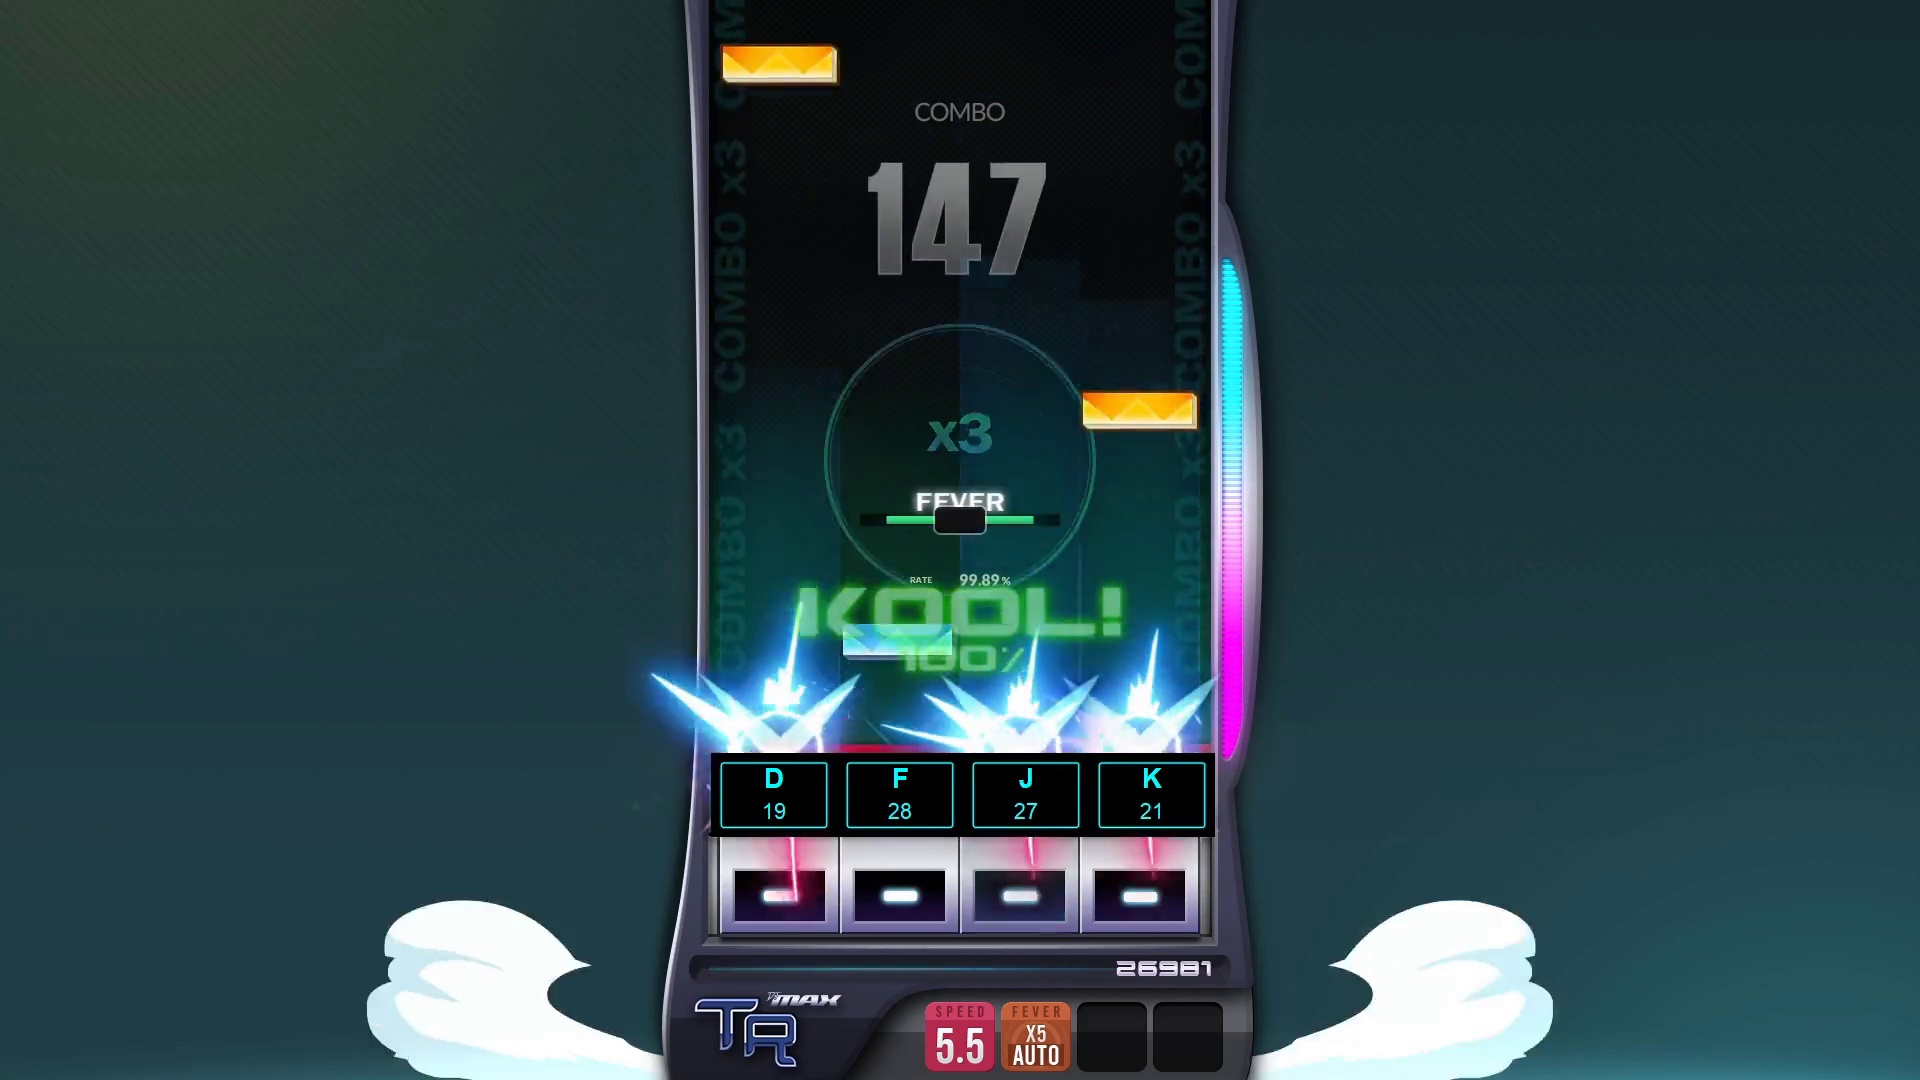 COMBO
147
COMBO x3 COMBO x3 COMBO
COMBO x3 COMBO x3 COMBO
x3
FEVER
RATE 99.89%
KOOL!
100%
D F J K
19 28 27 21
26981
DJMAX
TR
SPEED FEVER
5.5 X5
AUTO